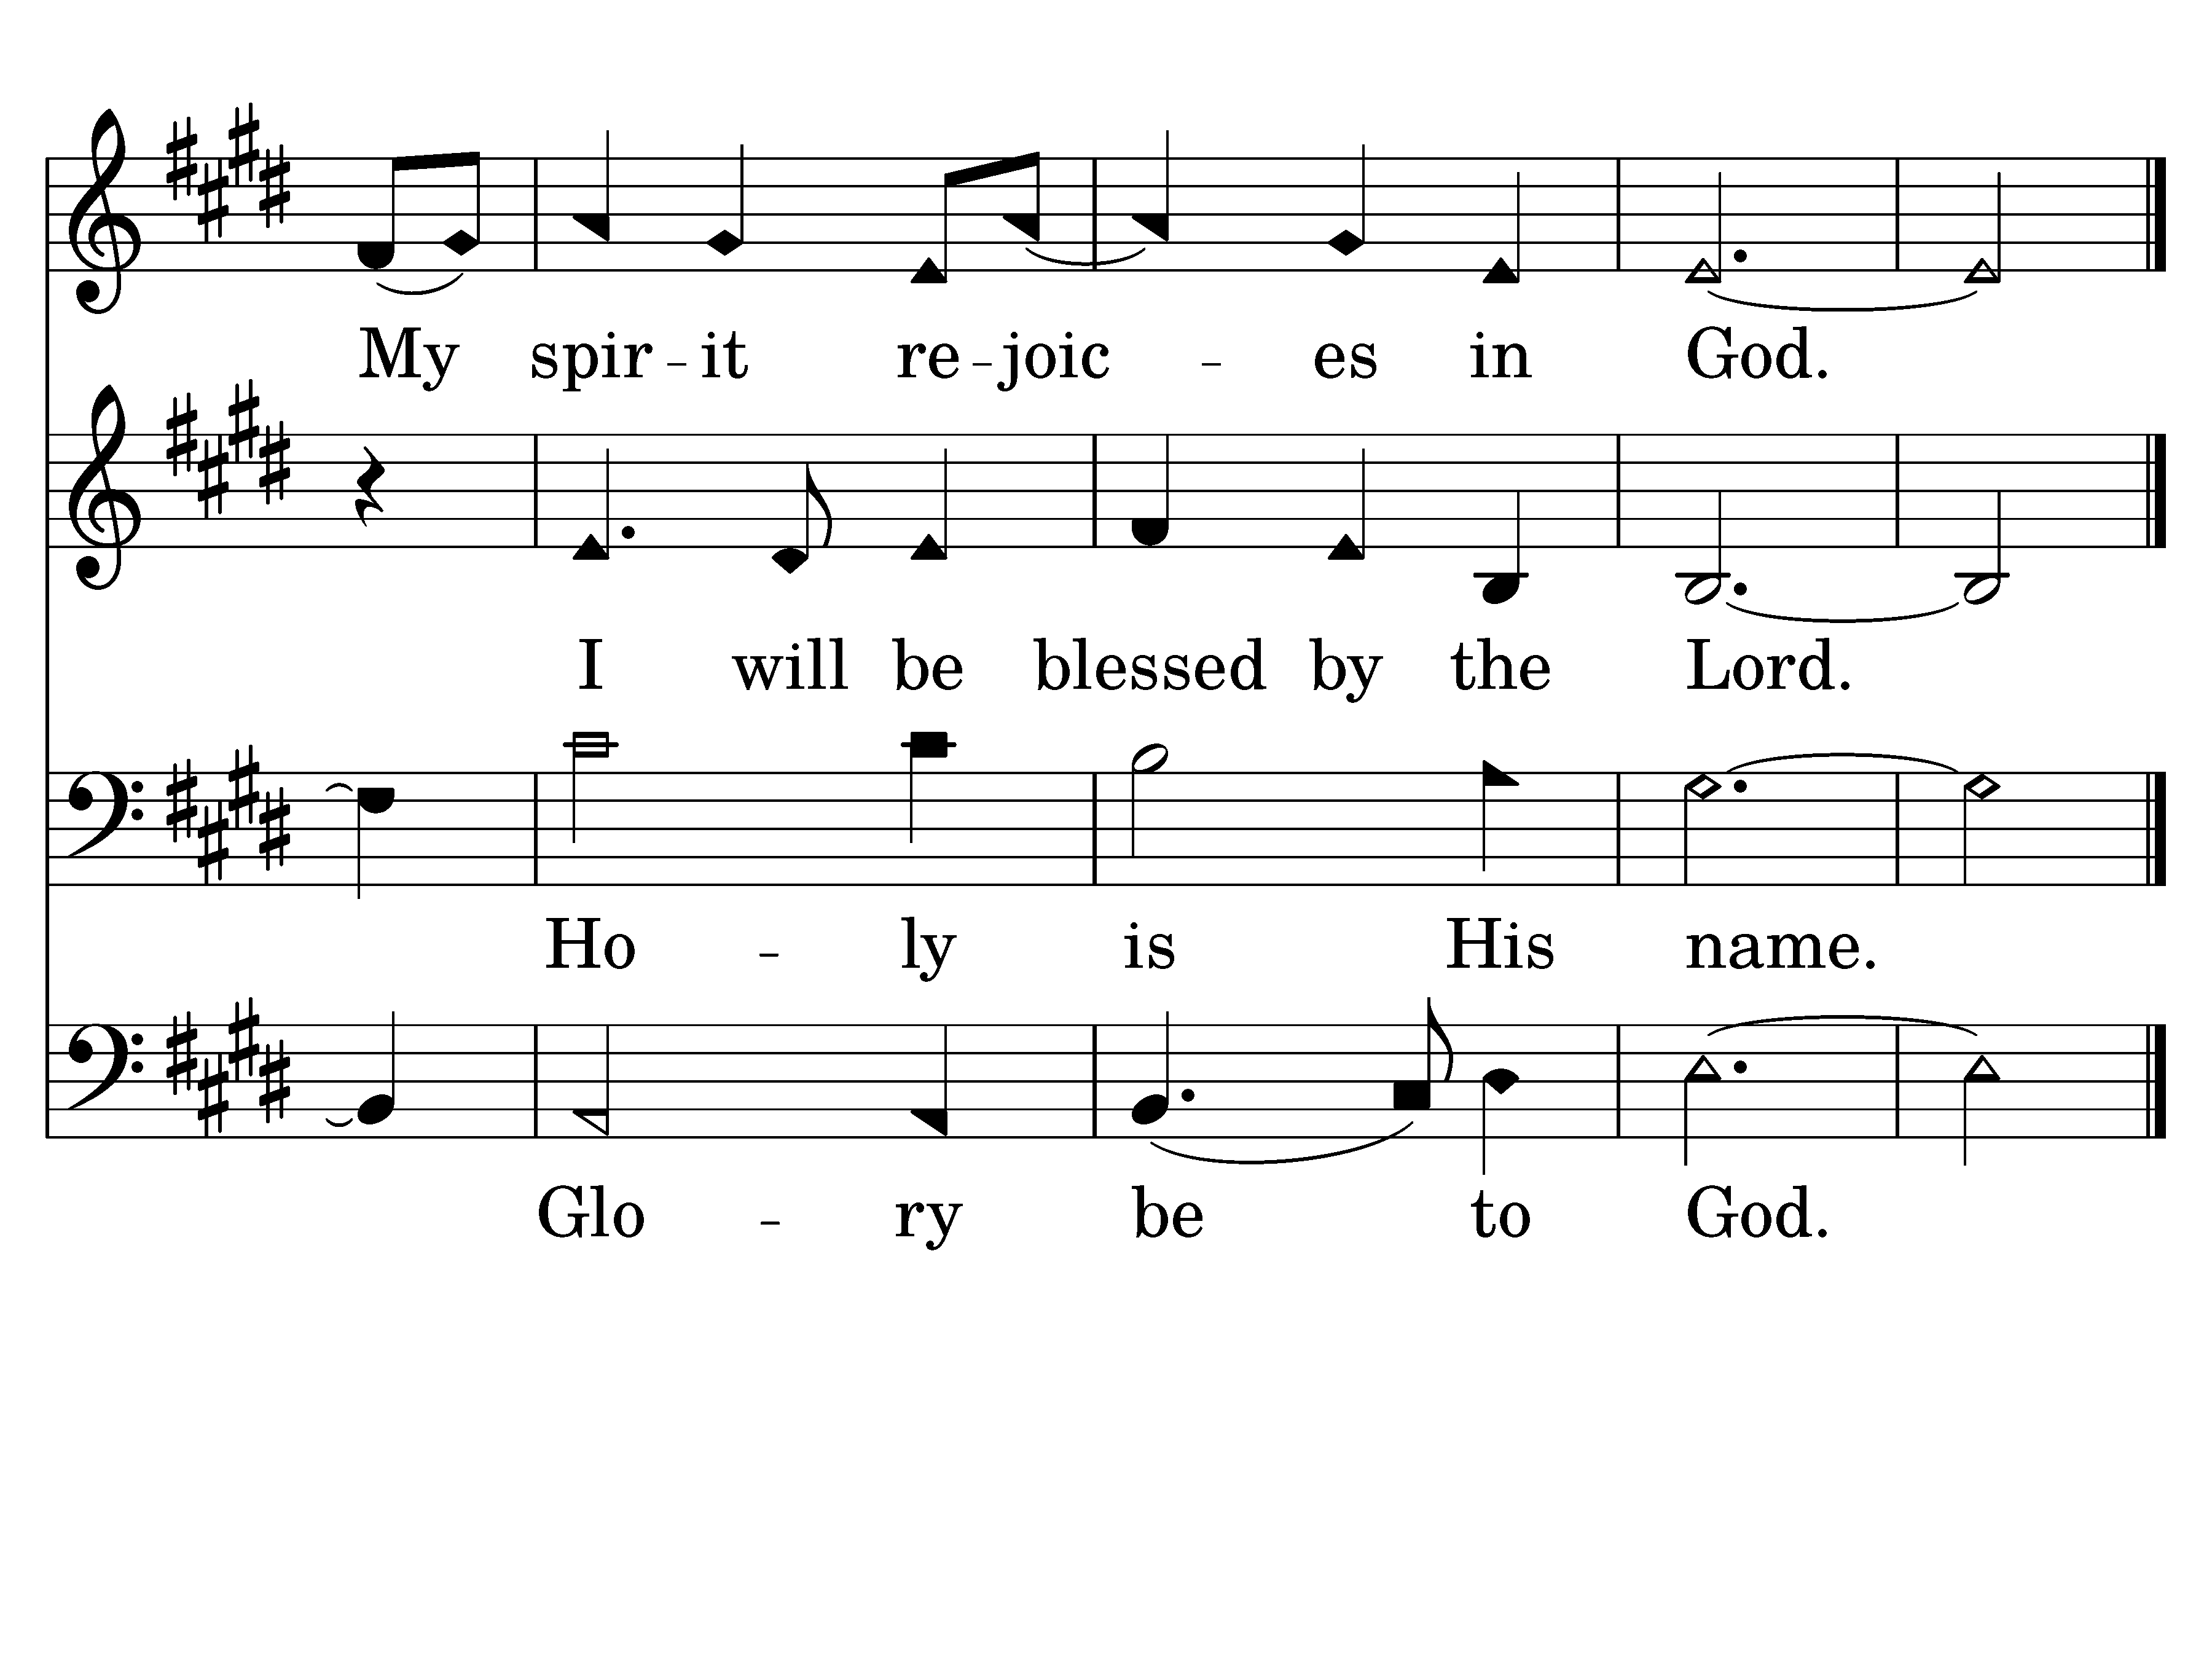 My spir - it re - joic - es in God.
I will be blessed by the Lord.
Ho - ly is His name.
Glo - ry be to God.